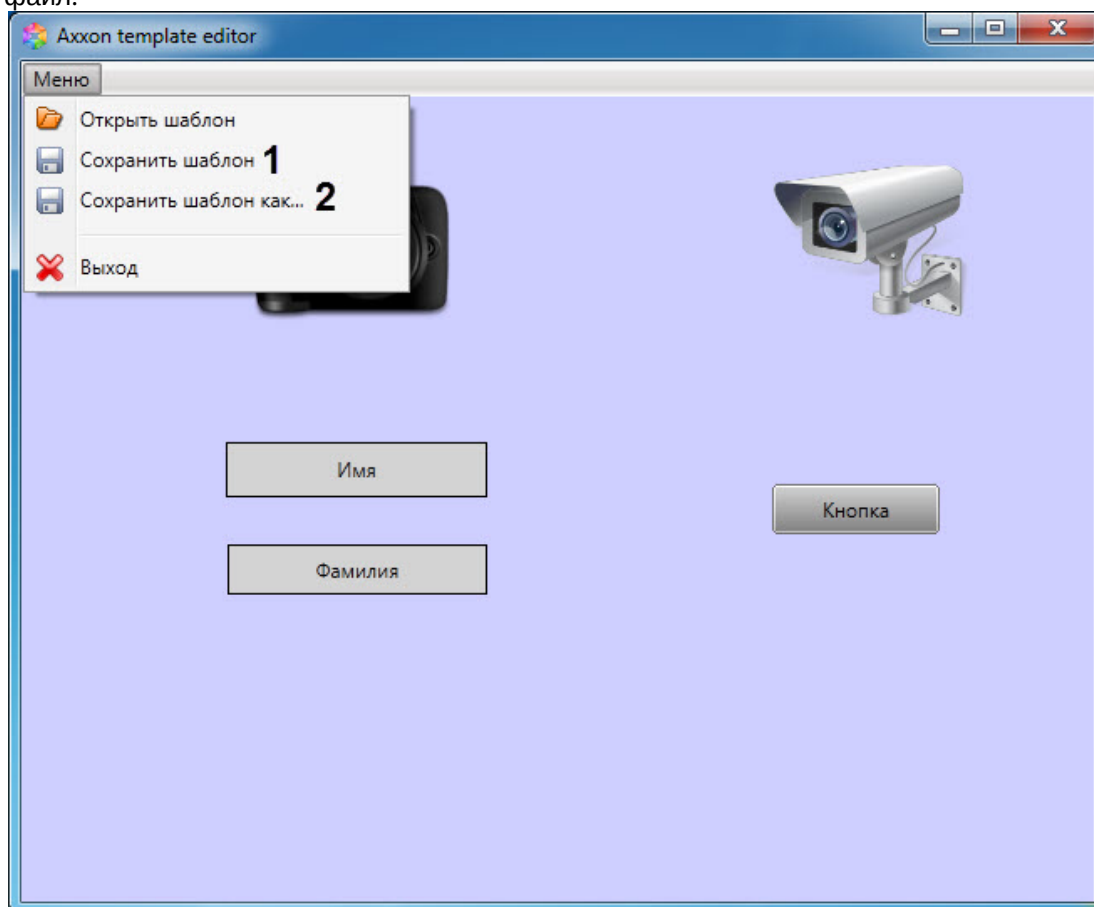 файл.
Axxon template editor
Меню
Открыть шаблон
Сохранить шаблон 1
Сохранить шаблон как... 2
Выход
Имя
Кнопка
Фамилия